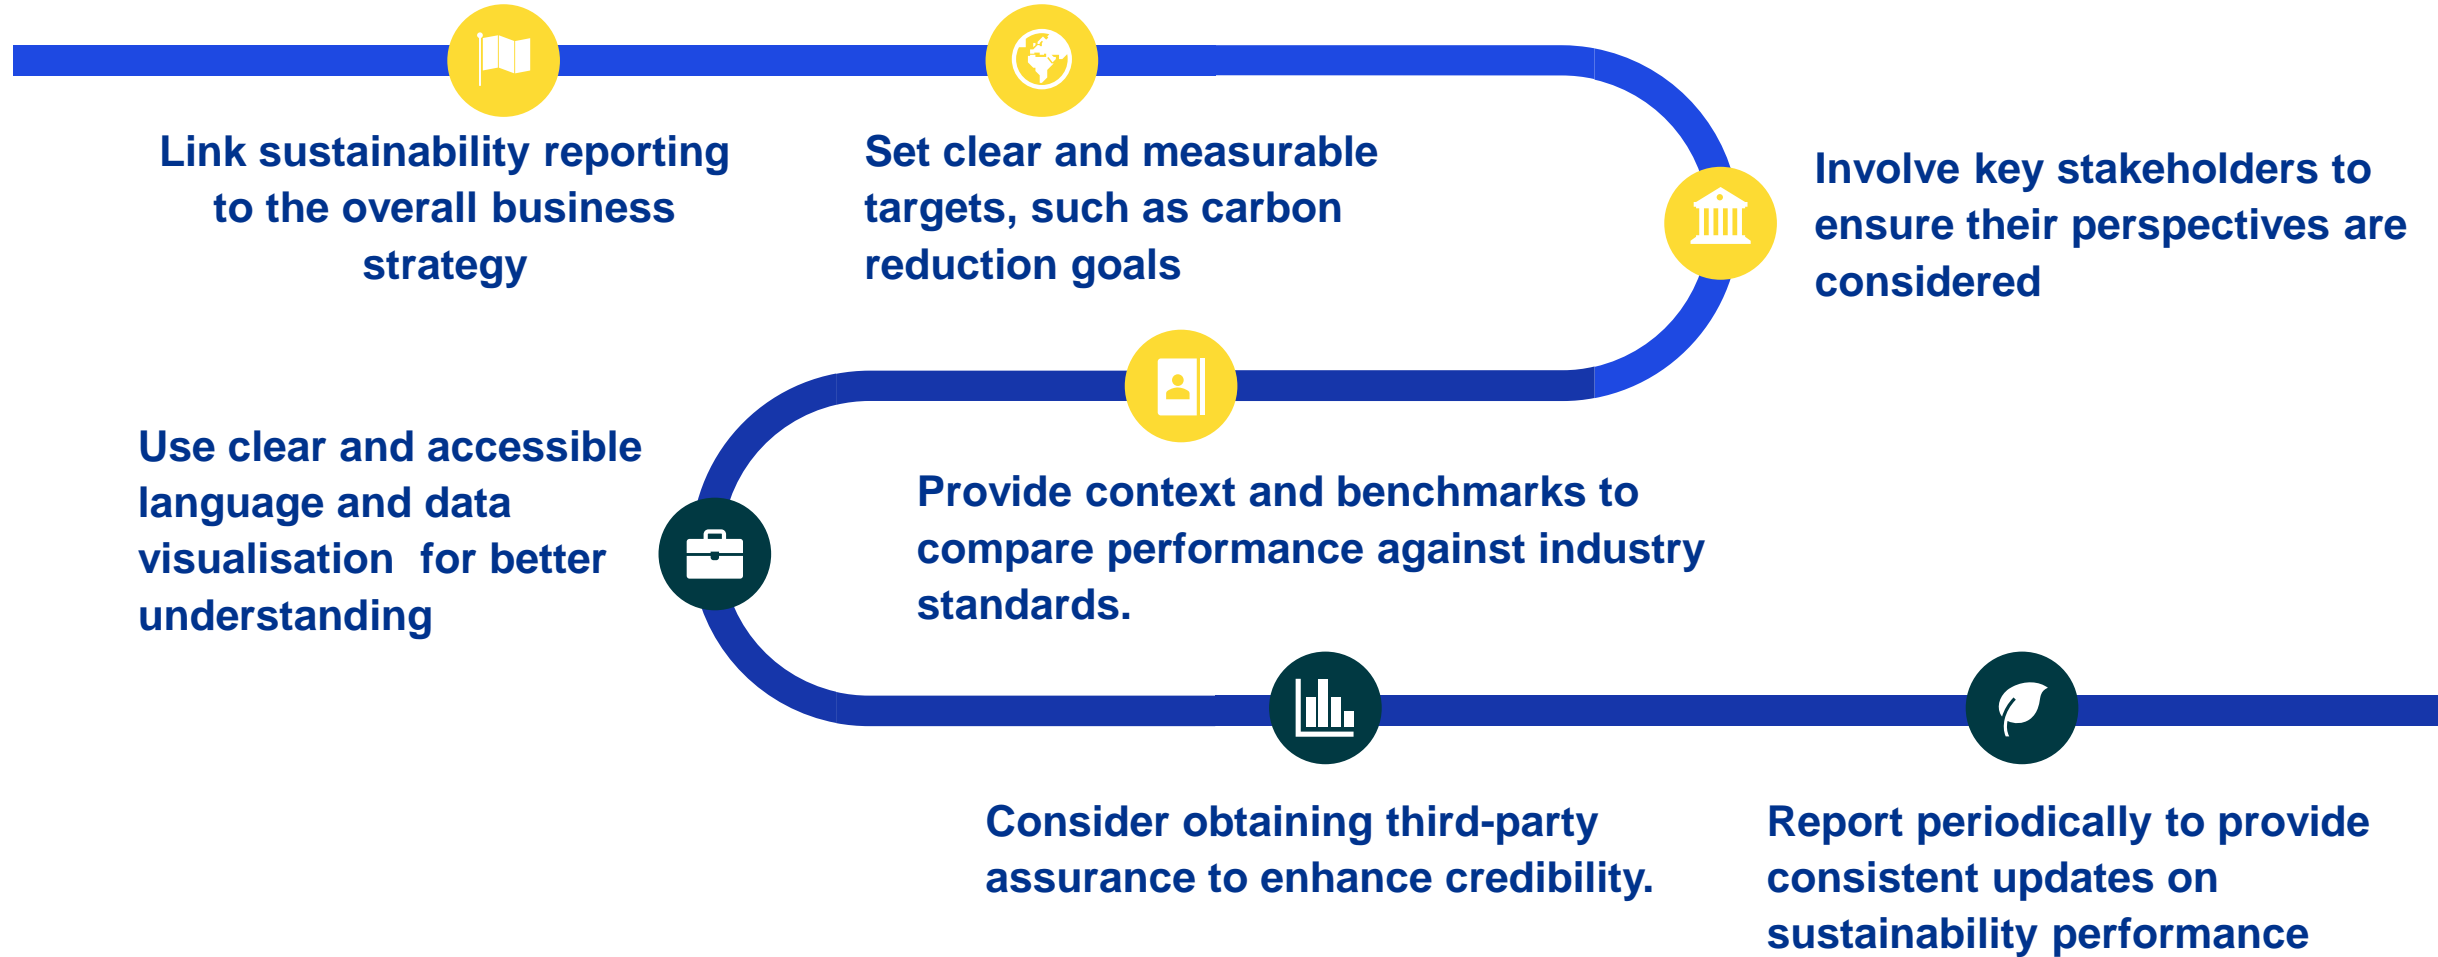 Link sustainability reporting
to the overall business
strategy
Set clear and measurable
targets, such as carbon
reduction goals
Involve key stakeholders to
ensure their perspectives are
considered
Provide context and benchmarks to
compare performance against industry
standards.
Use clear and accessible
language and data
visualisation  for better
understanding
Consider obtaining third-party
assurance to enhance credibility.
Report periodically to provide
consistent updates on
sustainability performance